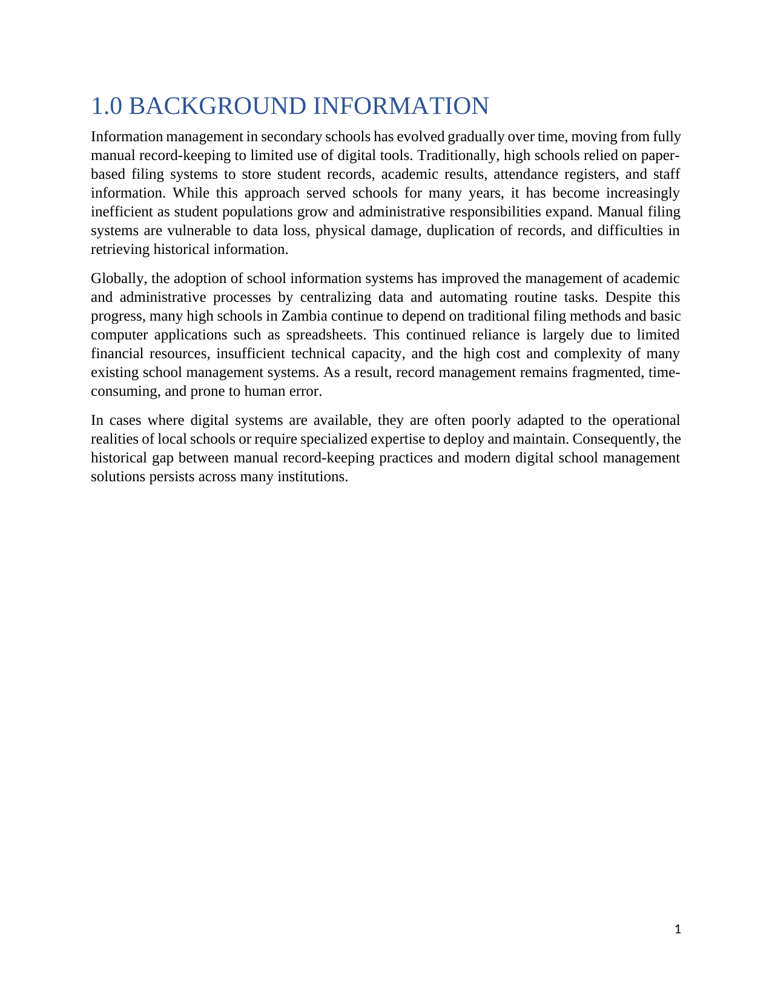 1.0 BACKGROUND INFORMATION
Information management in secondary schools has evolved gradually over time, moving from fully
manual record-keeping to limited use of digital tools. Traditionally, high schools relied on paper-
based filing systems to store student records, academic results, attendance registers, and staff
information. While this approach served schools for many years, it has become increasingly
inefficient as student populations grow and administrative responsibilities expand. Manual filing
systems are vulnerable to data loss, physical damage, duplication of records, and difficulties in
retrieving historical information.
Globally, the adoption of school information systems has improved the management of academic
and administrative processes by centralizing data and automating routine tasks. Despite this
progress, many high schools in Zambia continue to depend on traditional filing methods and basic
computer applications such as spreadsheets. This continued reliance is largely due to limited
financial resources, insufficient technical capacity, and the high cost and complexity of many
existing school management systems. As a result, record management remains fragmented, time-
consuming, and prone to human error.
In cases where digital systems are available, they are often poorly adapted to the operational
realities of local schools or require specialized expertise to deploy and maintain. Consequently, the
historical gap between manual record-keeping practices and modern digital school management
solutions persists across many institutions.
1